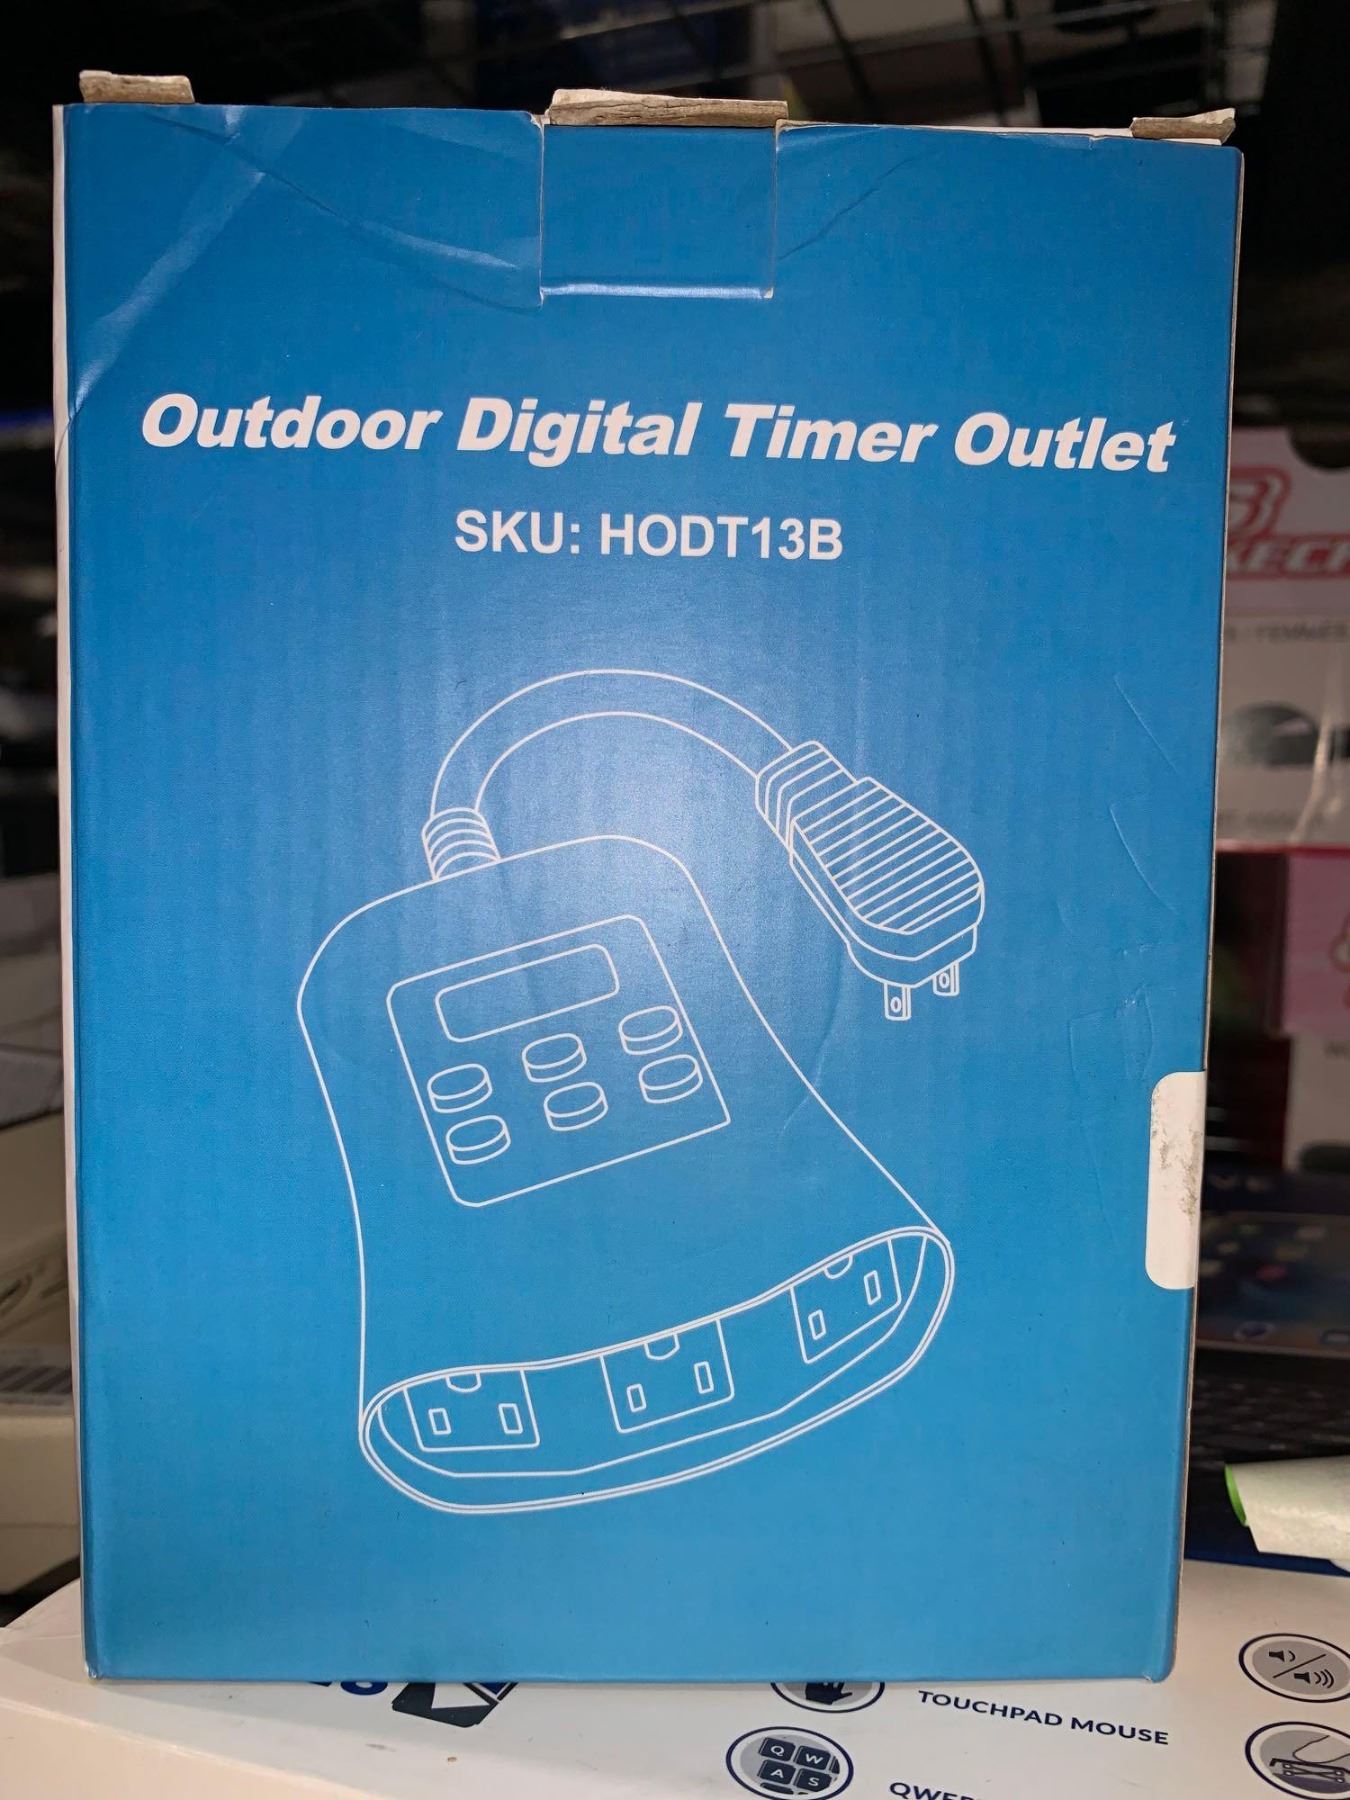 Outdoor Digital Timer Outlet
SKU: HODT13B
TOUCHPAD MOUSE
Q W
A S